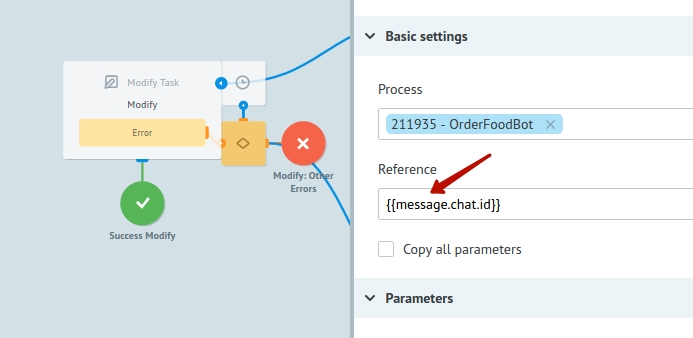 Modify Task
Modify
Error
Success Modify
Modify: Other
Errors
Basic settings
Process
211935 - OrderFoodBot
Reference
{{message.chat.id}}
Copy all parameters
Parameters